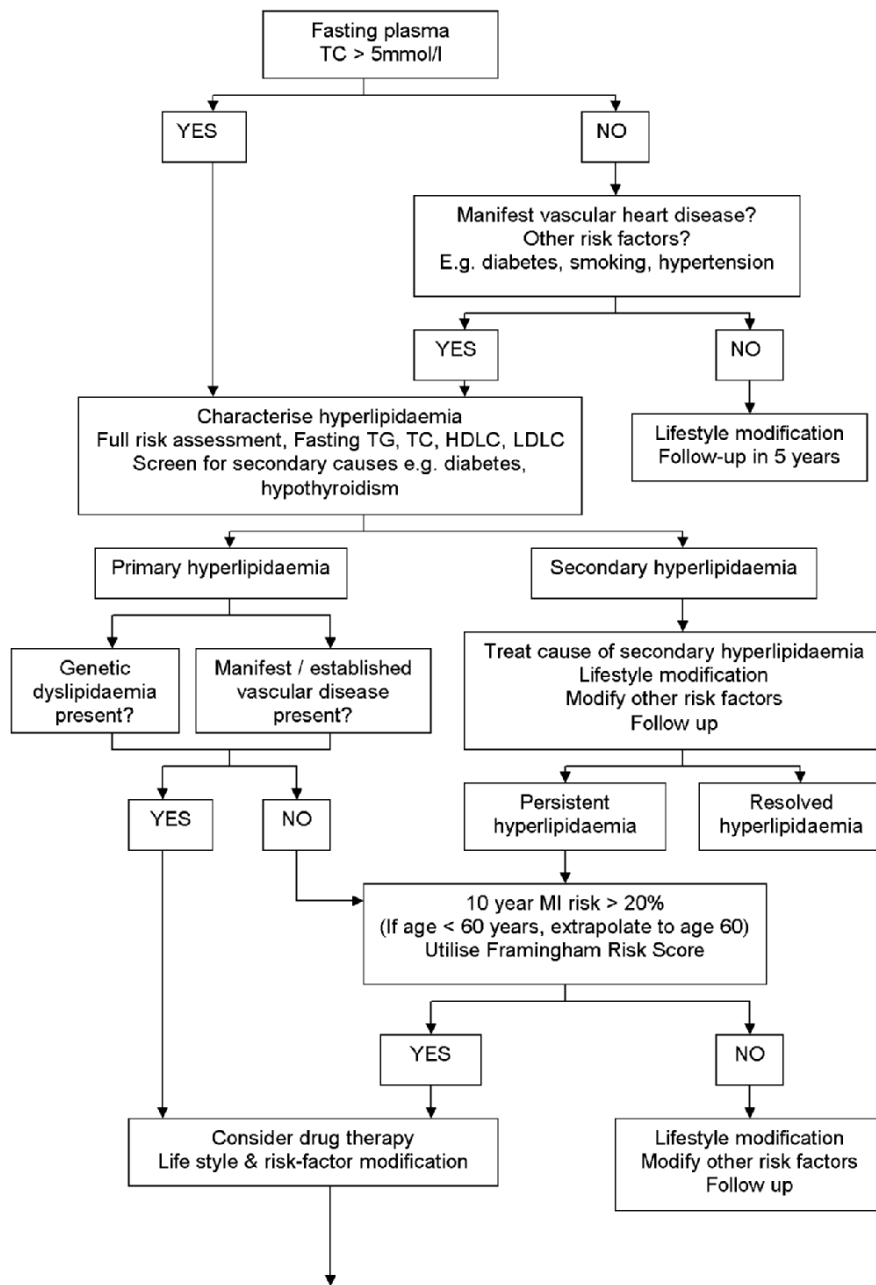 Fasting plasma
TC > 5mmol/l
YES
NO
Manifest vascular heart disease?
Other risk factors?
E.g. diabetes, smoking, hypertension
YES
NO
Characterise hyperlipidaemia
Full risk assessment, Fasting TG, TC, HDLC, LDLC
Screen for secondary causes e.g. diabetes,
hypothyroidism
Lifestyle modification
Follow-up in 5 years
Primary hyperlipidaemia
Secondary hyperlipidaemia
Genetic
dyslipidaemia
present?
Manifest / established
vascular disease
present?
Treat cause of secondary hyperlipidaemia
Lifestyle modification
Modify other risk factors
Follow up
YES
NO
Persistent
hyperlipidaemia
Resolved
hyperlipidaemia
10 year MI risk > 20%
(If age < 60 years, extrapolate to age 60)
Utilise Framingham Risk Score
YES
NO
Consider drug therapy
Life style & risk-factor modification
Lifestyle modification
Modify other risk factors
Follow up